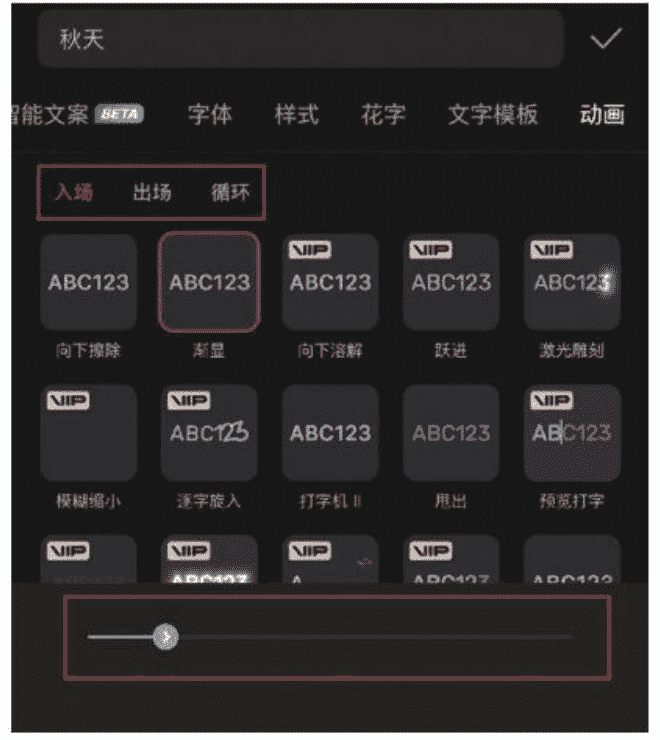 秋天
智能文案 BETA 字体 样式 花字 文字模板 动画
入场 出场 循环
ABC123 ABC123 VIP ABC123 VIP ABC123 VIP ABC123
向下擦除 渐显 向下溶解 跃进 激光雕刻
VIP VIP ABC123 ABC123 ABC123 VIP ABC123
模糊缩小 逐字旋入 打字机 II 甩出 预览打字
VIP VIP ABC123 VIP A VIP ABC123 ABC123